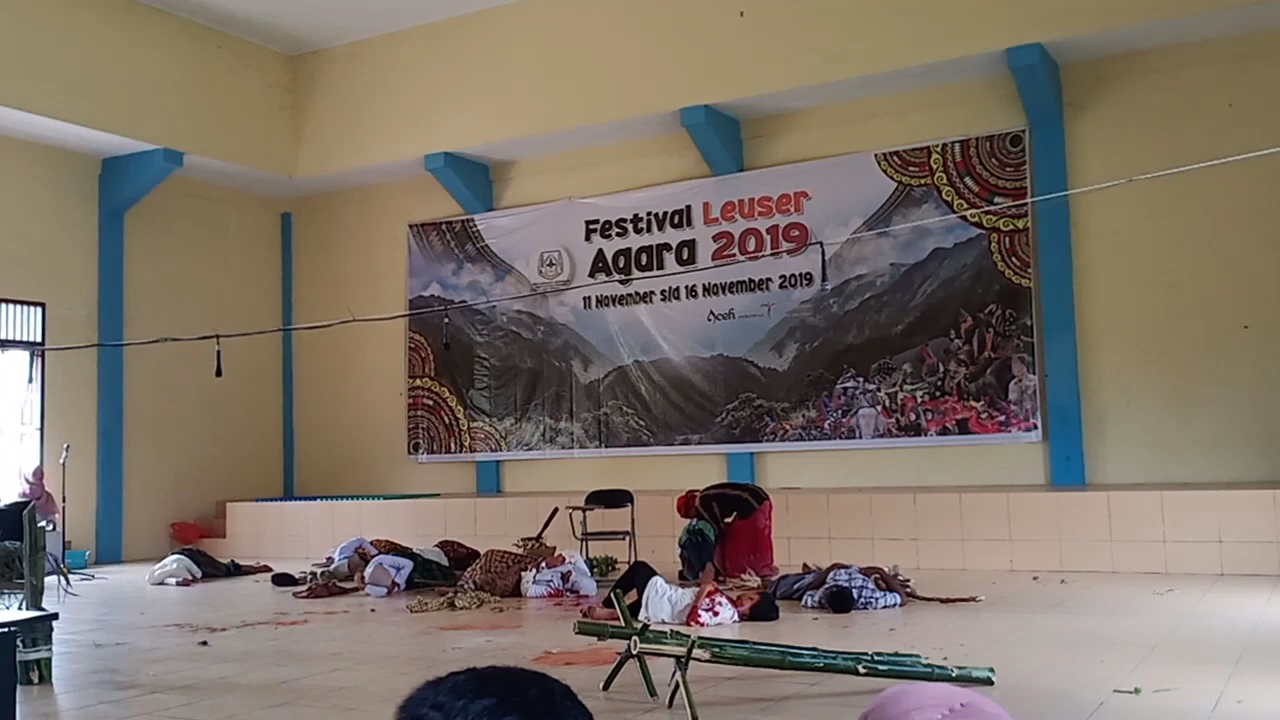 Festival Leuser
Agara 2019
11 November s/d 16 November 2019
Aceh